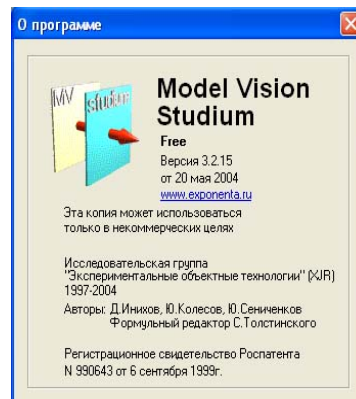 О программе
MV
studium
Model Vision
Studium
Free
Версия 3.2.15
от 20 мая 2004
www.exponenta.ru
Эта копия может использоваться
только в некоммерческих целях
Исследовательская группа
"Экспериментальные объектные технологии" (XJR)
1997-2004
Авторы: Д.Инихов, Ю.Колесов, Ю.Сениченков
Формульный редактор С.Толстинского
Регистрационное свидетельство Роспатента
N 990643 от 6 сентября 1999г.